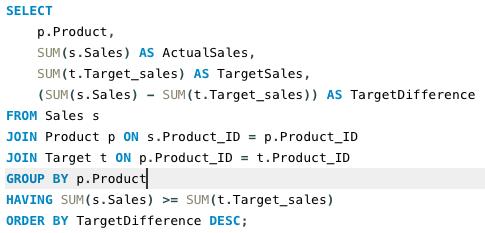 SELECT
p.Product,
SUM(s.Sales) AS ActualSales,
SUM(t.Target_sales) AS TargetSales,
(SUM(s.Sales) – SUM(t.Target_sales)) AS TargetDifference
FROM Sales s
JOIN Product p ON s.Product_ID = p.Product_ID
JOIN Target t ON p.Product_ID = t.Product_ID
GROUP BY p.Product
HAVING SUM(s.Sales) >= SUM(t.Target_sales)
ORDER BY TargetDifference DESC;